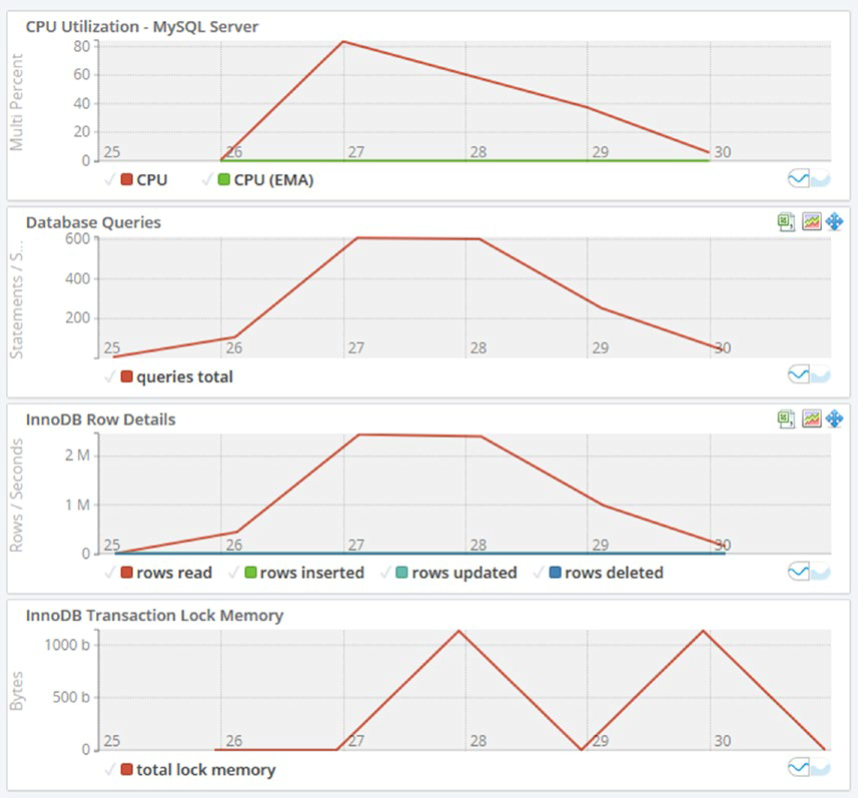 CPU Utilization - MySQL Server
Multi Percent
80
60
40
20
0
25 26 27 28 29 30
CPU CPU (EMA)
Database Queries
Statements / S...
600
400
200
25 26 27 28 29 30
queries total
InnoDB Row Details
Rows / Seconds
2 M
1 M
0
25 26 27 28 29 30
rows read rows inserted rows updated rows deleted
InnoDB Transaction Lock Memory
Bytes
1000 b
500 b
0
25 26 27 28 29 30
total lock memory